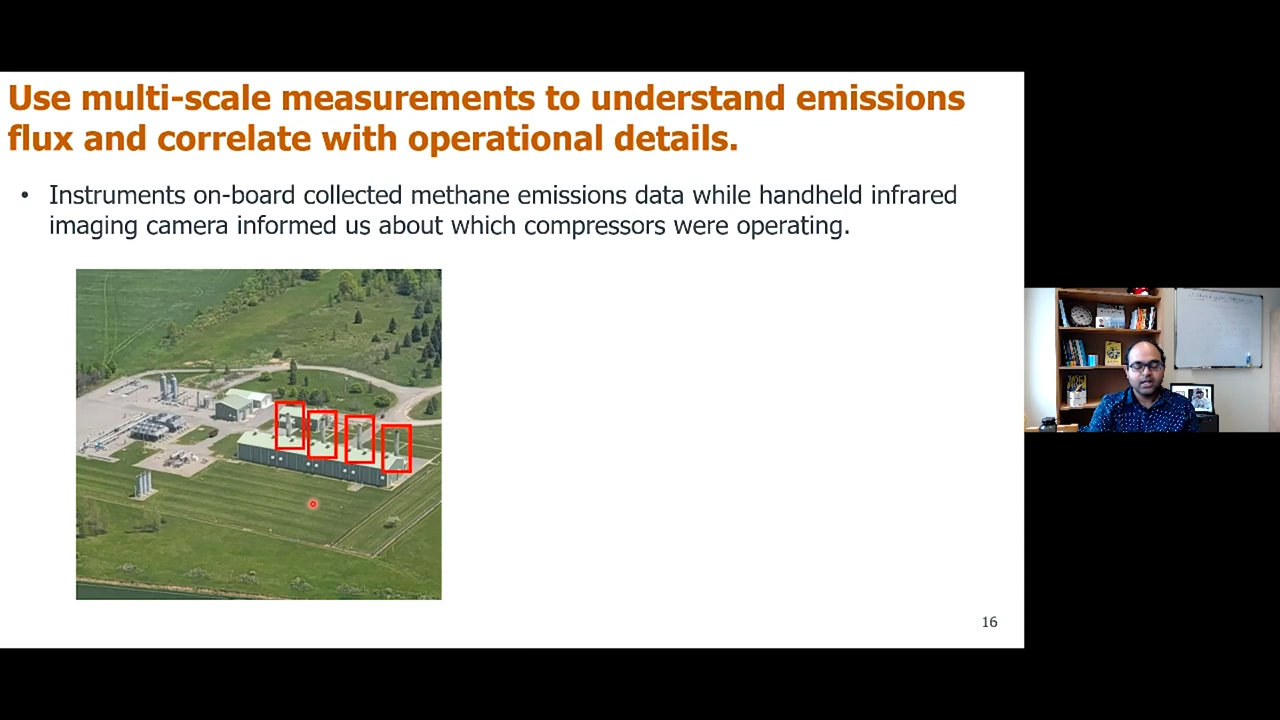 Use multi-scale measurements to understand emissions
flux and correlate with operational details.
• Instruments on-board collected methane emissions data while handheld infrared
imaging camera informed us about which compressors were operating.
16